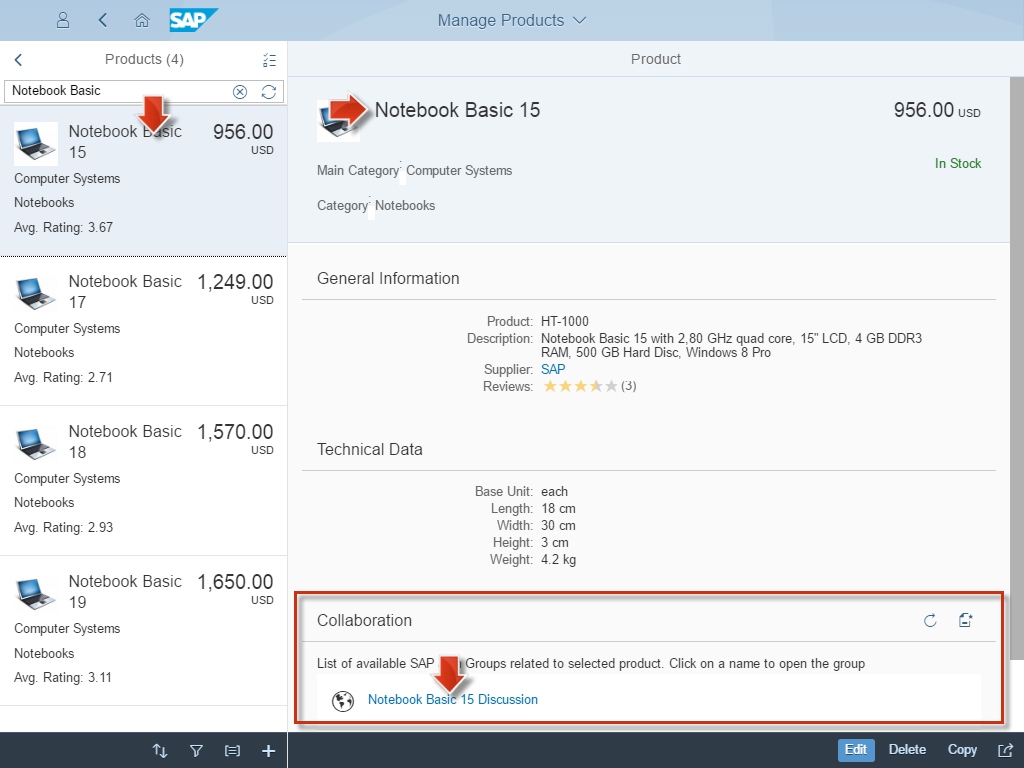 SAP
Manage Products
Products (4)
Product
Notebook Basic
Notebook Basic 15
956.00
USD
Computer Systems
Notebooks
Avg. Rating: 3.67
Notebook Basic 17
1,249.00
USD
Computer Systems
Notebooks
Avg. Rating: 2.71
Notebook Basic 18
1,570.00
USD
Computer Systems
Notebooks
Avg. Rating: 2.93
Notebook Basic 19
1,650.00
USD
Computer Systems
Notebooks
Avg. Rating: 3.11
Notebook Basic 15
956.00 USD
Main Category: Computer Systems
In Stock
Category: Notebooks
General Information
Product: HT-1000
Description: Notebook Basic 15 with 2,80 GHz quad core, 15" LCD, 4 GB DDR3
RAM, 500 GB Hard Disc, Windows 8 Pro
Supplier: SAP
Reviews: (3)
Technical Data
Base Unit: each
Length: 18 cm
Width: 30 cm
Height: 3 cm
Weight: 4.2 kg
Collaboration
List of available SAP Groups related to selected product. Click on a name to open the group
Notebook Basic 15 Discussion
Edit
Delete
Copy